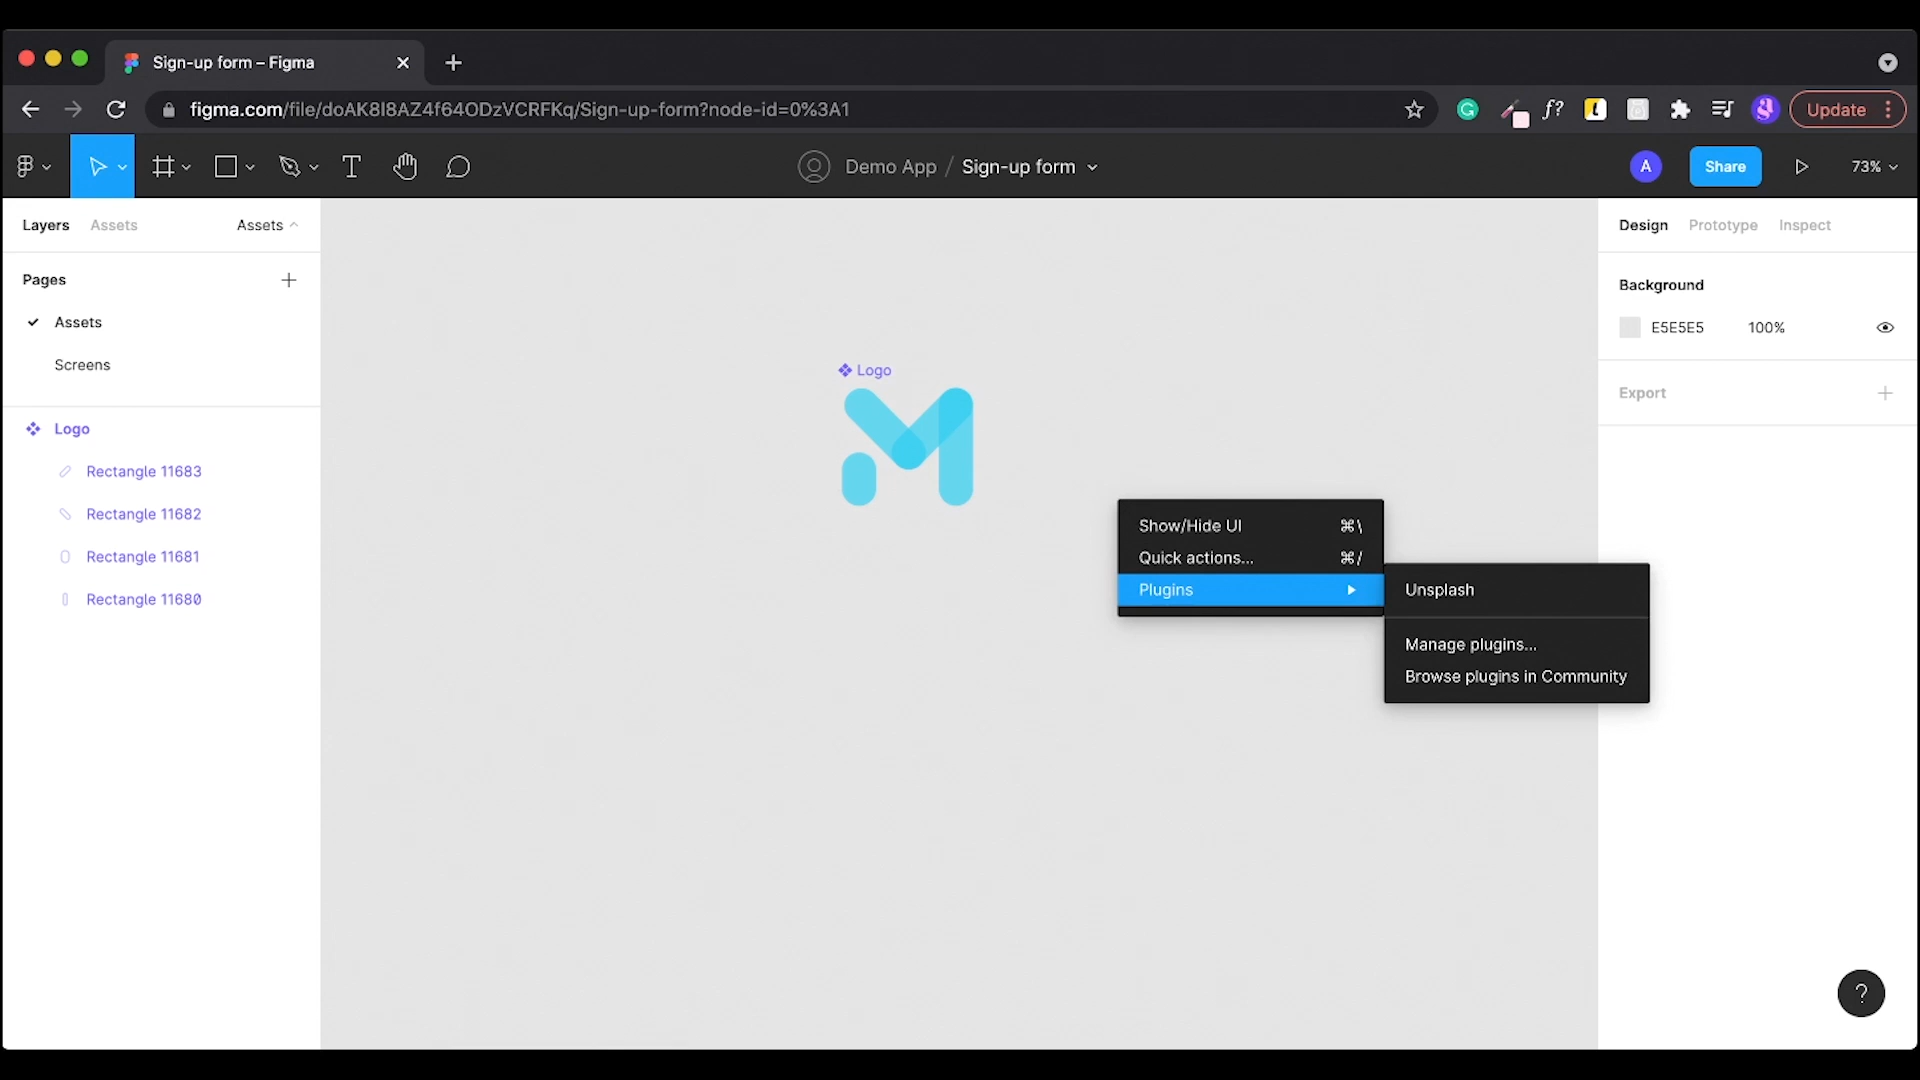 Sign-up form – Figma
figma.com/file/doAK8I8AZ4f64ODzVCRFKq/Sign-up-form?node-id=0%3A1
f?
Update
T
Demo App / Sign-up form
A
Share
73%
Layers
Assets
Assets
Pages
Assets
Screens
Logo
Rectangle 11683
Rectangle 11682
Rectangle 11681
Rectangle 11680
Logo
Show/Hide UI ⌘\
Quick actions... ⌘/
Plugins
Unsplash
Manage plugins...
Browse plugins in Community
Design
Prototype
Inspect
Background
E5E5E5 100%
Export
?